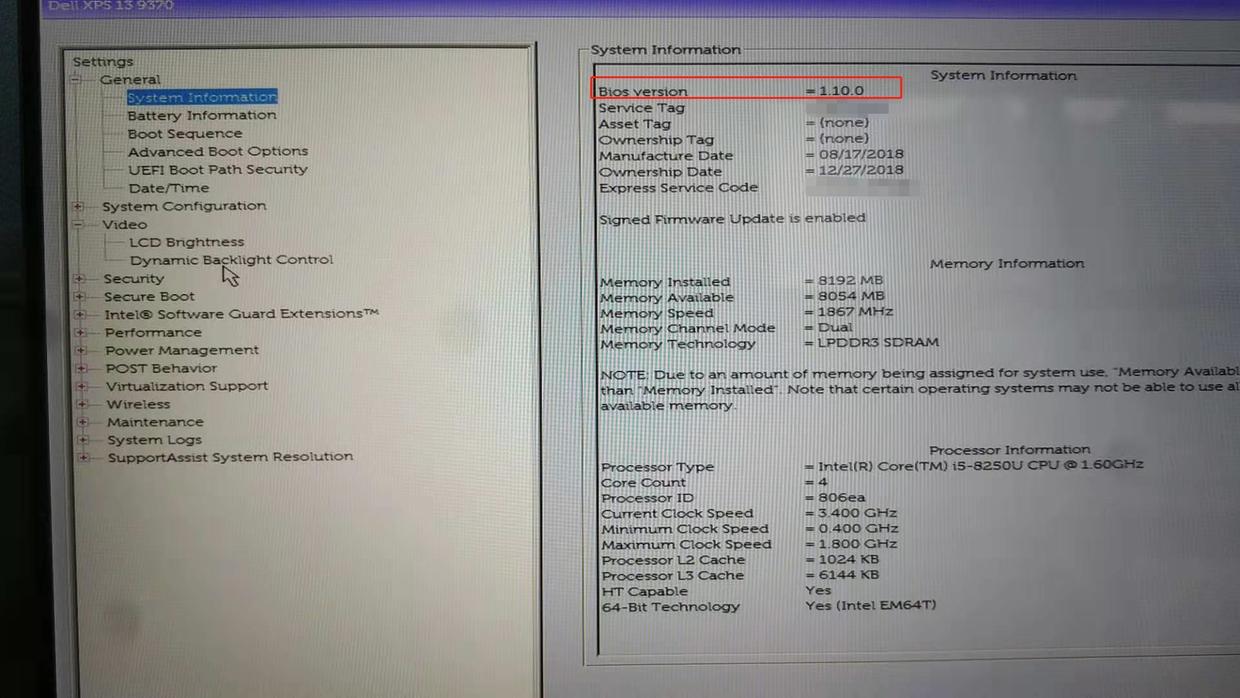 Dell XPS 13 9370
Settings
General
System Information
Battery Information
Boot Sequence
Advanced Boot Options
UEFI Boot Path Security
Date/Time
System Configuration
Video
LCD Brightness
Dynamic Backlight Control
Security
Secure Boot
Intel® Software Guard Extensions™
Performance
Power Management
POST Behavior
Virtualization Support
Wireless
Maintenance
System Logs
SupportAssist System Resolution
System Information
System Information
Bios version = 1.10.0
Service Tag
Asset Tag = (none)
Ownership Tag = (none)
Manufacture Date = 08/17/2018
Ownership Date = 12/27/2018
Express Service Code
Signed Firmware Update is enabled
Memory Information
Memory Installed = 8192 MB
Memory Available = 8054 MB
Memory Speed = 1867 MHz
Memory Channel Mode = Dual
Memory Technology = LPDDR3 SDRAM
NOTE: Due to an amount of memory being assigned for system use, "Memory Availabl
than "Memory Installed". Note that certain operating systems may not be able to use al
available memory.
Processor Information
Processor Type = Intel(R) Core(TM) i5-8250U CPU @ 1.60GHz
Core Count = 4
Processor ID = 806ea
Current Clock Speed = 3.400 GHz
Minimum Clock Speed = 0.400 GHz
Maximum Clock Speed = 1.800 GHz
Processor L2 Cache = 1024 KB
Processor L3 Cache = 6144 KB
HT Capable Yes
64-Bit Technology Yes (Intel EM64T)